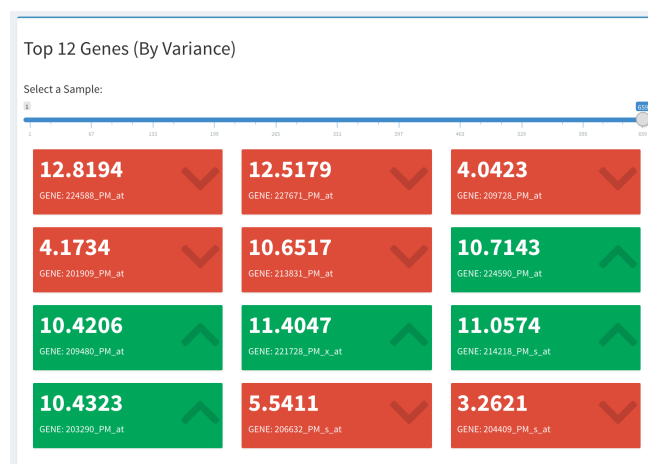 Top 12 Genes (By Variance)
Select a Sample:
1 659
1 67 133 199 265 331 397 463 529 595 659
12.8194 12.5179 4.0423
GENE: 224588_PM_at GENE: 227671_PM_at GENE: 209728_PM_at
4.1734 10.6517 10.7143
GENE: 201909_PM_at GENE: 213831_PM_at GENE: 224590_PM_at
10.4206 11.4047 11.0574
GENE: 209480_PM_at GENE: 221728_PM_x_at GENE: 214218_PM_s_at
10.4323 5.5411 3.2621
GENE: 203290_PM_at GENE: 206632_PM_s_at GENE: 204409_PM_s_at